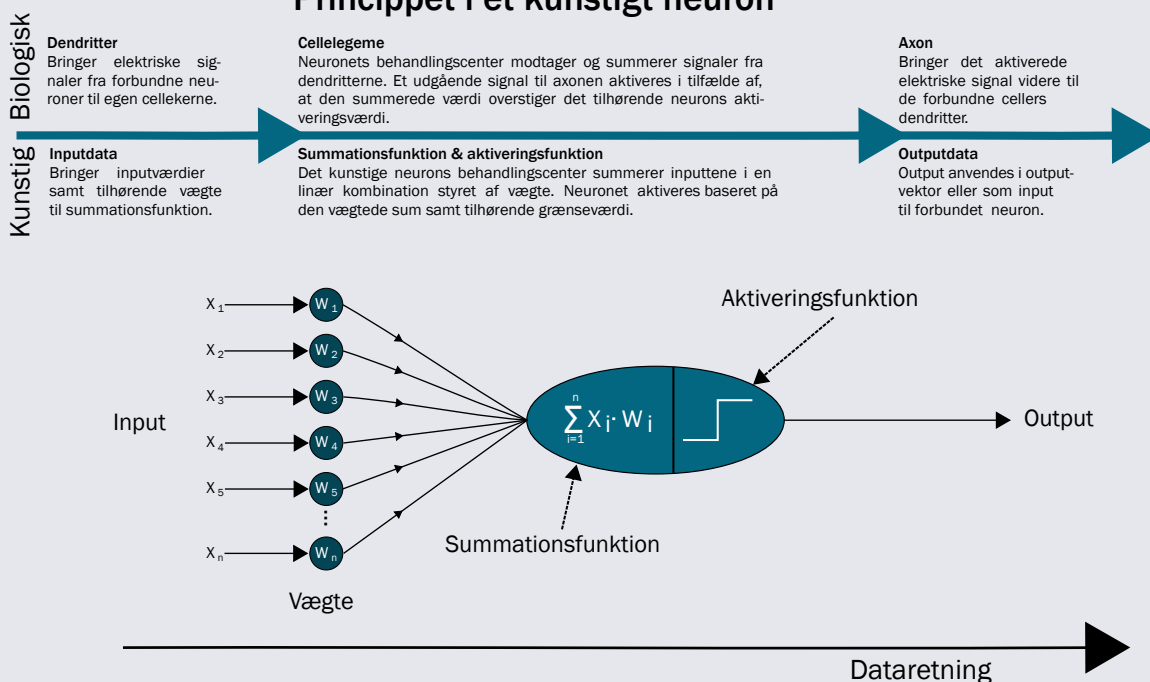 Princippet i et kunstigt neuron
Biologisk
Dendritter
Bringer elektriske sig-
naler fra forbundne neu-
roner til egen cellekerne.
Cellelegeme
Neuronets behandlingscenter modtager og summerer signaler fra
dendritterne. Et udgående signal til axonen aktiveres i tilfælde af,
at den summerede værdi overstiger det tilhørende neurons akti-
veringsværdi.
Axon
Bringer det aktiverede
elektriske signal videre til
de forbundne cellers
dendritter.
Kunstig
Inputdata
Bringer inputværdier
samt tilhørende vægte
til summationsfunktion.
Summationsfunktion & aktiveringsfunktion
Det kunstige neurons behandlingscenter summerer inputtene i en
linær kombination styret af vægte. Neuronet aktiveres baseret på
den vægtede sum samt tilhørende grænseværdi.
Outputdata
Output anvendes i output-
vektor eller som input
til forbundet neuron.
Input
X₁ W₁
X₂ W₂
X₃ W₃
X₄ W₄
X₅ W₅
⋮
Xₙ Wₙ
Vægte
n
∑ Xᵢ · Wᵢ
i=1
Aktiveringsfunktion
Summationsfunktion
Output
Dataretning